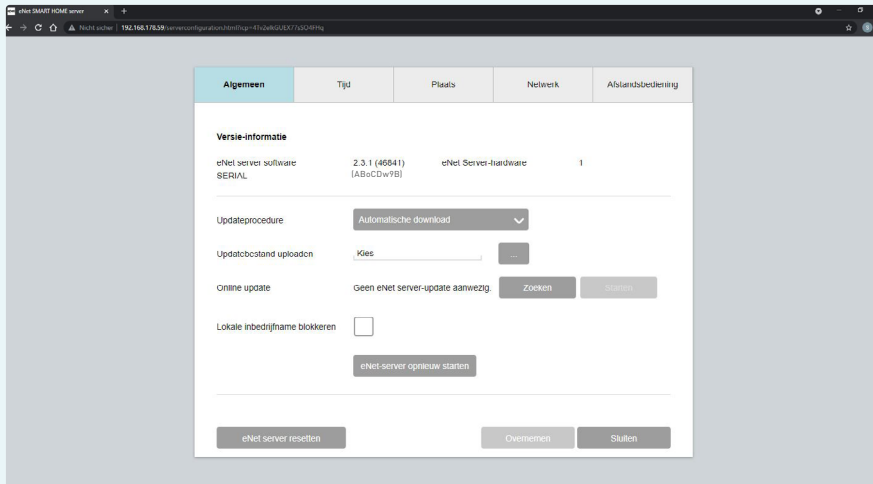 eNet SMART HOME server
Nicht sicher 192.168.178.59/serverconfiguration.html?icp=
Algemeen Tijd Plaats Netwerk Afstandsbediening
Versie-informatie
eNet server software 2.3.1 (46841) eNet Server-hardware 1
SERIAL (ABoCDw9B)
Updateprocedure Automatische download
Updatebestand uploaden Kies ...
Online update Geen eNet server-update aanwezig. Zoeken Starten
Lokale inbedrijfname blokkeren
eNet-server opnieuw starten
eNet server resetten Overnemen Sluiten